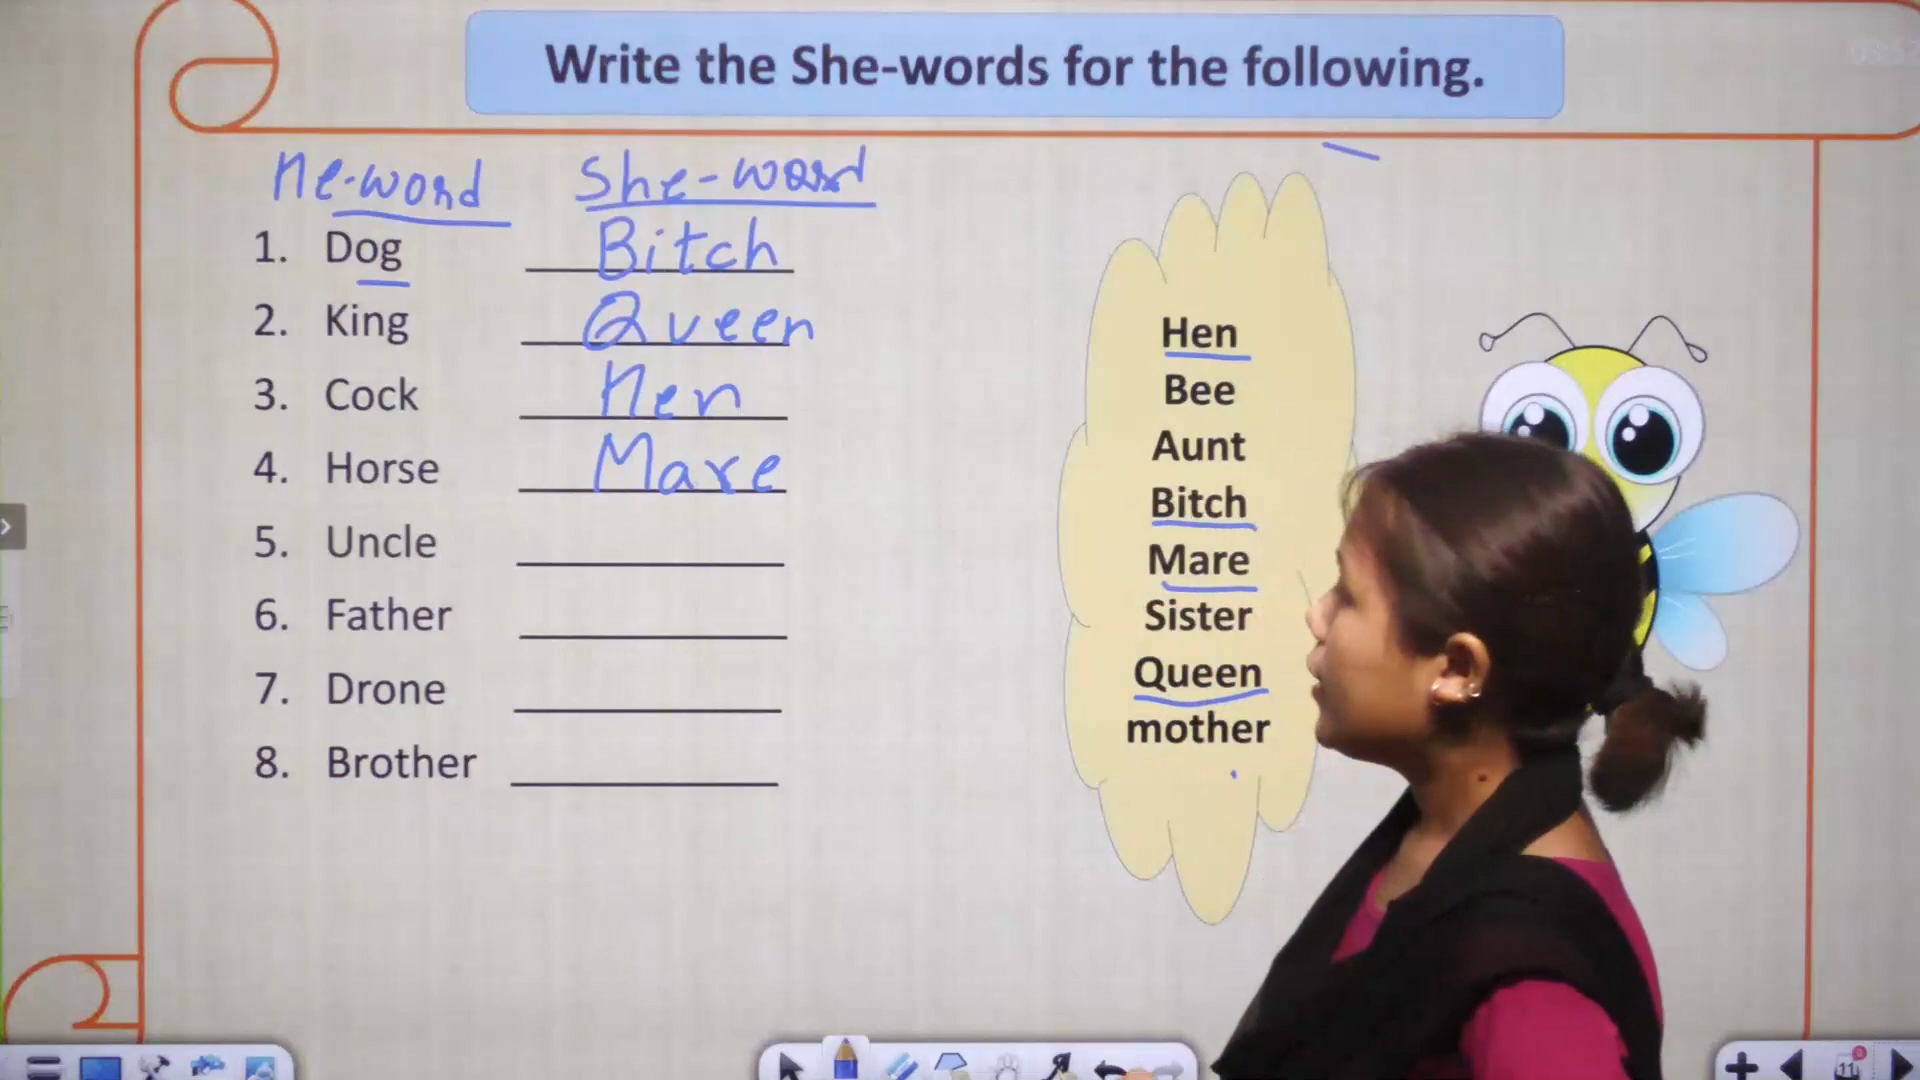 Write the She-words for the following.
He-word She-word
1. Dog Bitch
2. King Queen
3. Cock Hen
4. Horse Mare
5. Uncle
6. Father
7. Drone
8. Brother
Hen
Bee
Aunt
Bitch
Mare
Sister
Queen
mother
11